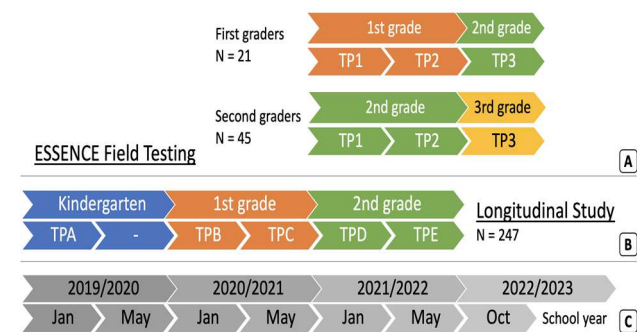 First graders
N = 21
1st grade 2nd grade
TP1 TP2 TP3
Second graders
N = 45
2nd grade 3rd grade
TP1 TP2 TP3
ESSENCE Field Testing
A
Kindergarten 1st grade 2nd grade
TPA - TPB TPC TPD TPE
Longitudinal Study
N = 247
B
2019/2020 2020/2021 2021/2022 2022/2023
Jan May Jan May Jan May Oct School year
C